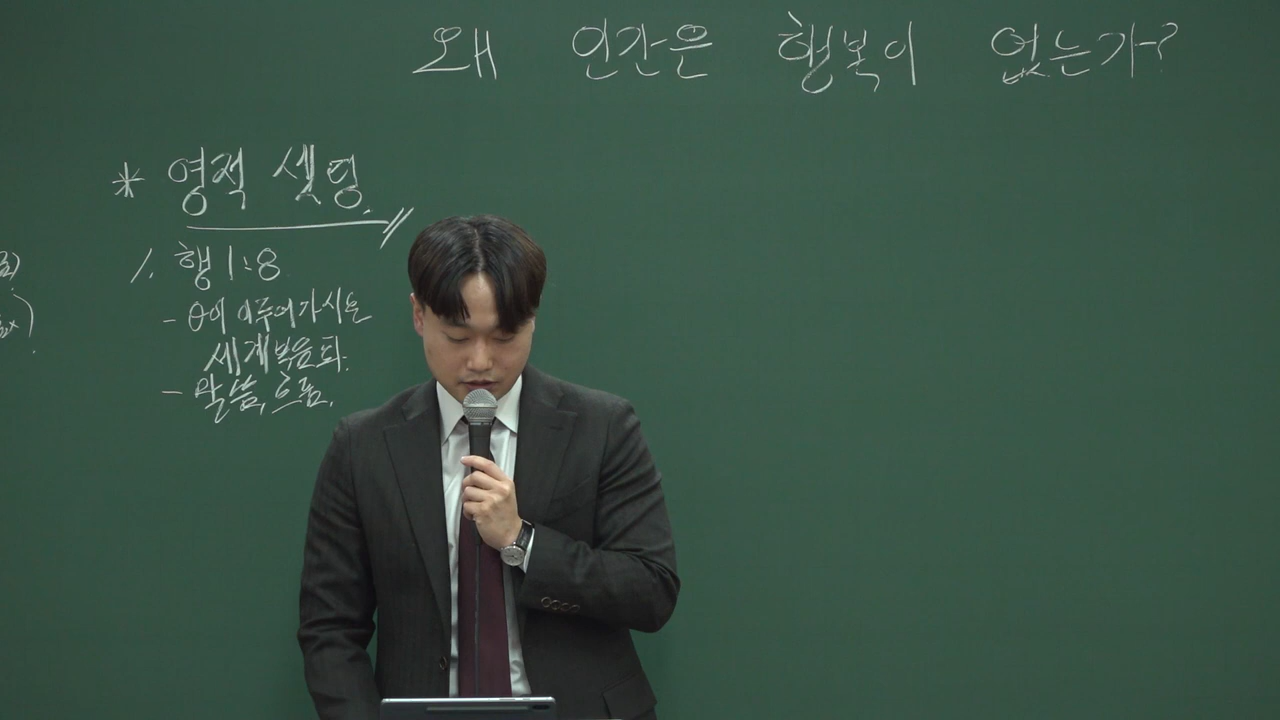 왜 인간은 행복이 없는가?
* 영적 셋팅
1. 행 1:8
- θ이 이루어가시는
세계복음화.
- 말씀, 흐름.